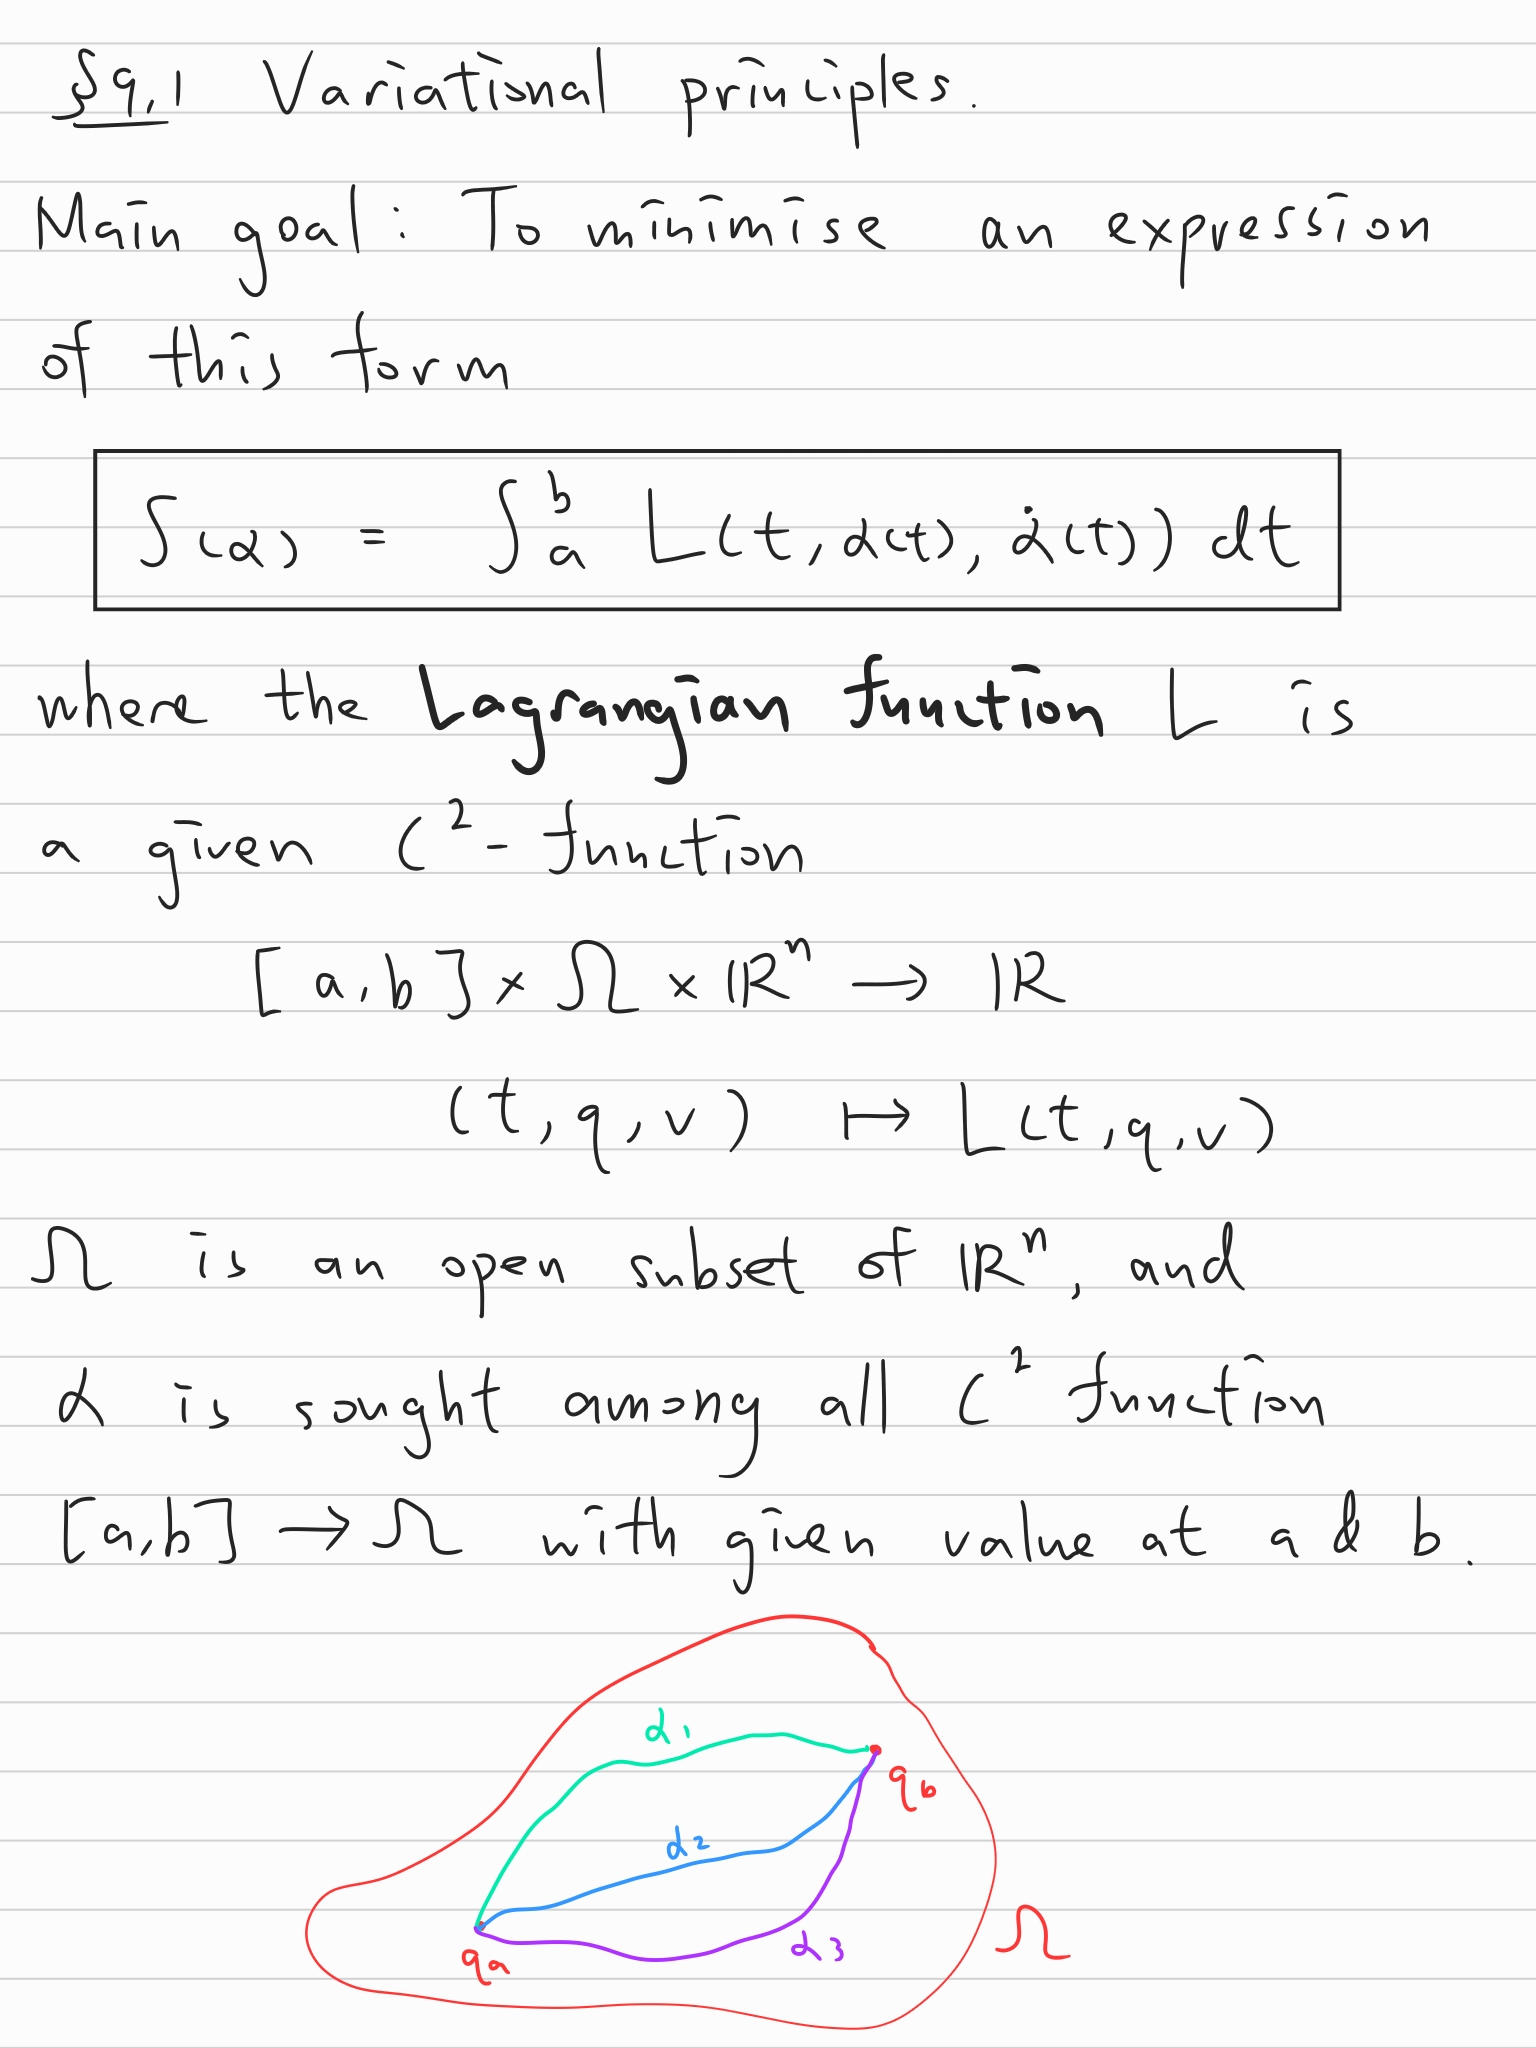 §9.1 Variational principles.
Main goal: To minimise an expression
of this form
S(α) = ∫_a^b L(t, α(t), α̇(t)) dt
where the Lagrangian function L is
a given C²-function
[a,b] × Ω × ℝⁿ → ℝ
(t, q, v) ↦ L(t, q, v)
Ω is an open subset of ℝⁿ, and
α is sought among all C² function
[a,b] → Ω with given value at a & b.
α₁
q_b
α₂
α₃
Ω
q_a